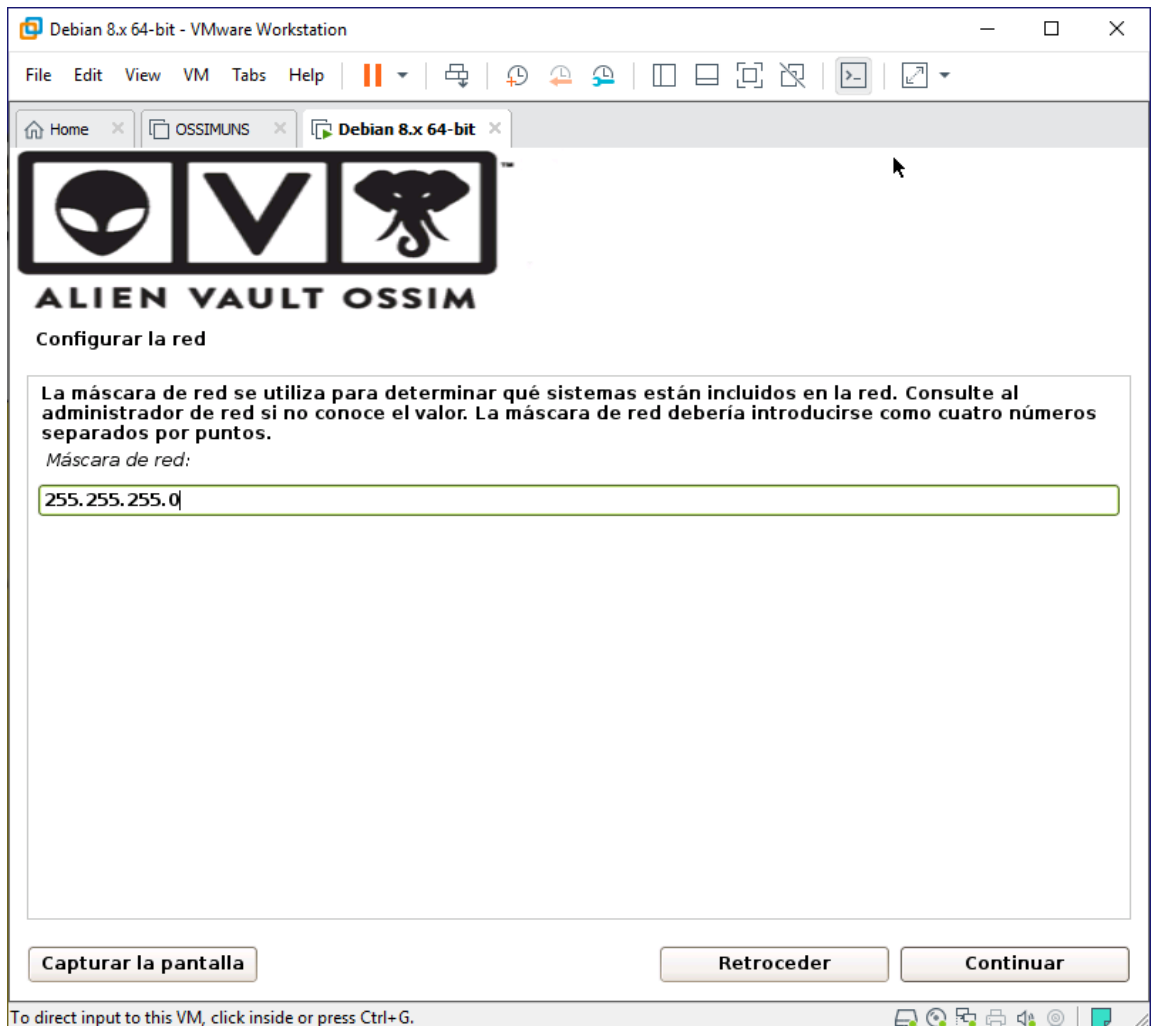 Debian 8.x 64-bit - VMware Workstation
File Edit View VM Tabs Help
Home OSSIMUNS Debian 8.x 64-bit
V
™
ALIEN VAULT OSSIM
Configurar la red
La máscara de red se utiliza para determinar qué sistemas están incluidos en la red. Consulte al
administrador de red si no conoce el valor. La máscara de red debería introducirse como cuatro números
separados por puntos.
Máscara de red:
255.255.255.0
Capturar la pantalla Retroceder Continuar
To direct input to this VM, click inside or press Ctrl+G.